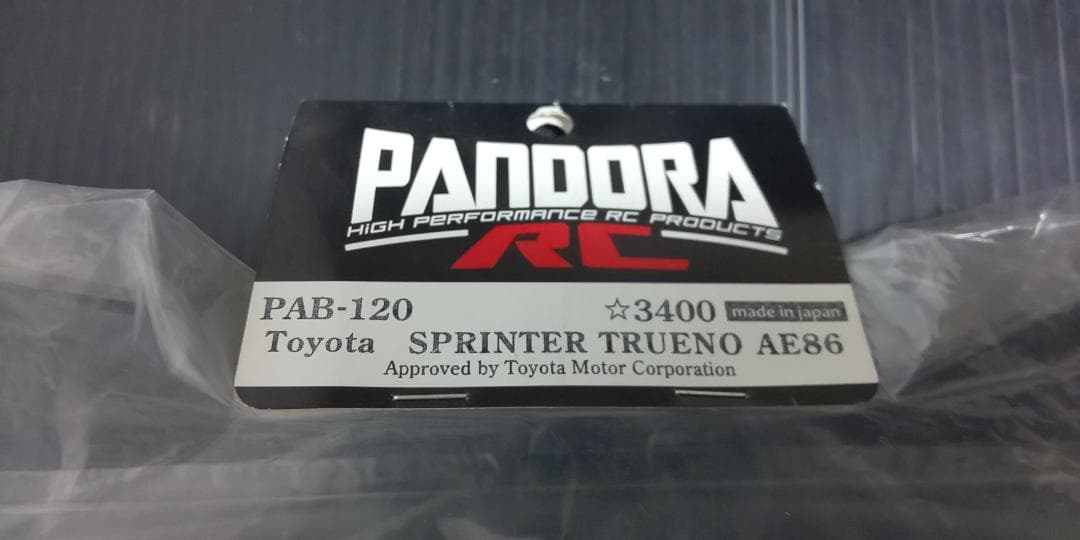 PANDORA
HIGH PERFORMANCE RC PRODUCTS
RC
PAB-120 ☆3400 made in japan
Toyota SPRINTER TRUENO AE86
Approved by Toyota Motor Corporation